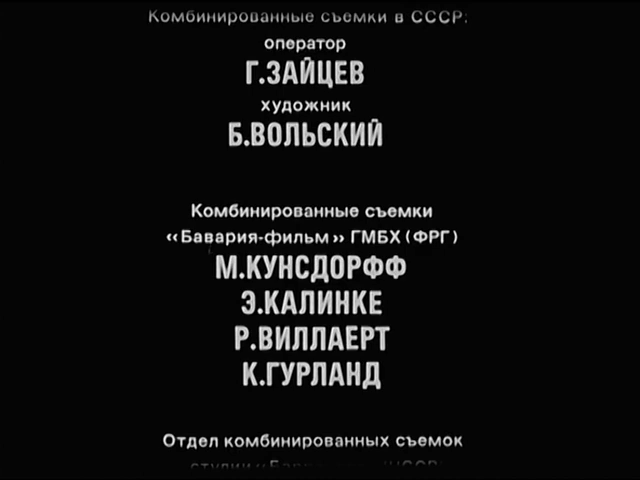 Комбинированные съемки в СССР:
оператор
Г.ЗАЙЦЕВ
художник
Б.ВОЛЬСКИЙ
Комбинированные съемки
«Бавария-фильм» ГМБХ (ФРГ)
М.КУНСДОРФФ
Э.КАЛИНКЕ
Р.ВИЛЛАЕРТ
К.ГУРЛАНД
Отдел комбинированных съемок
студии